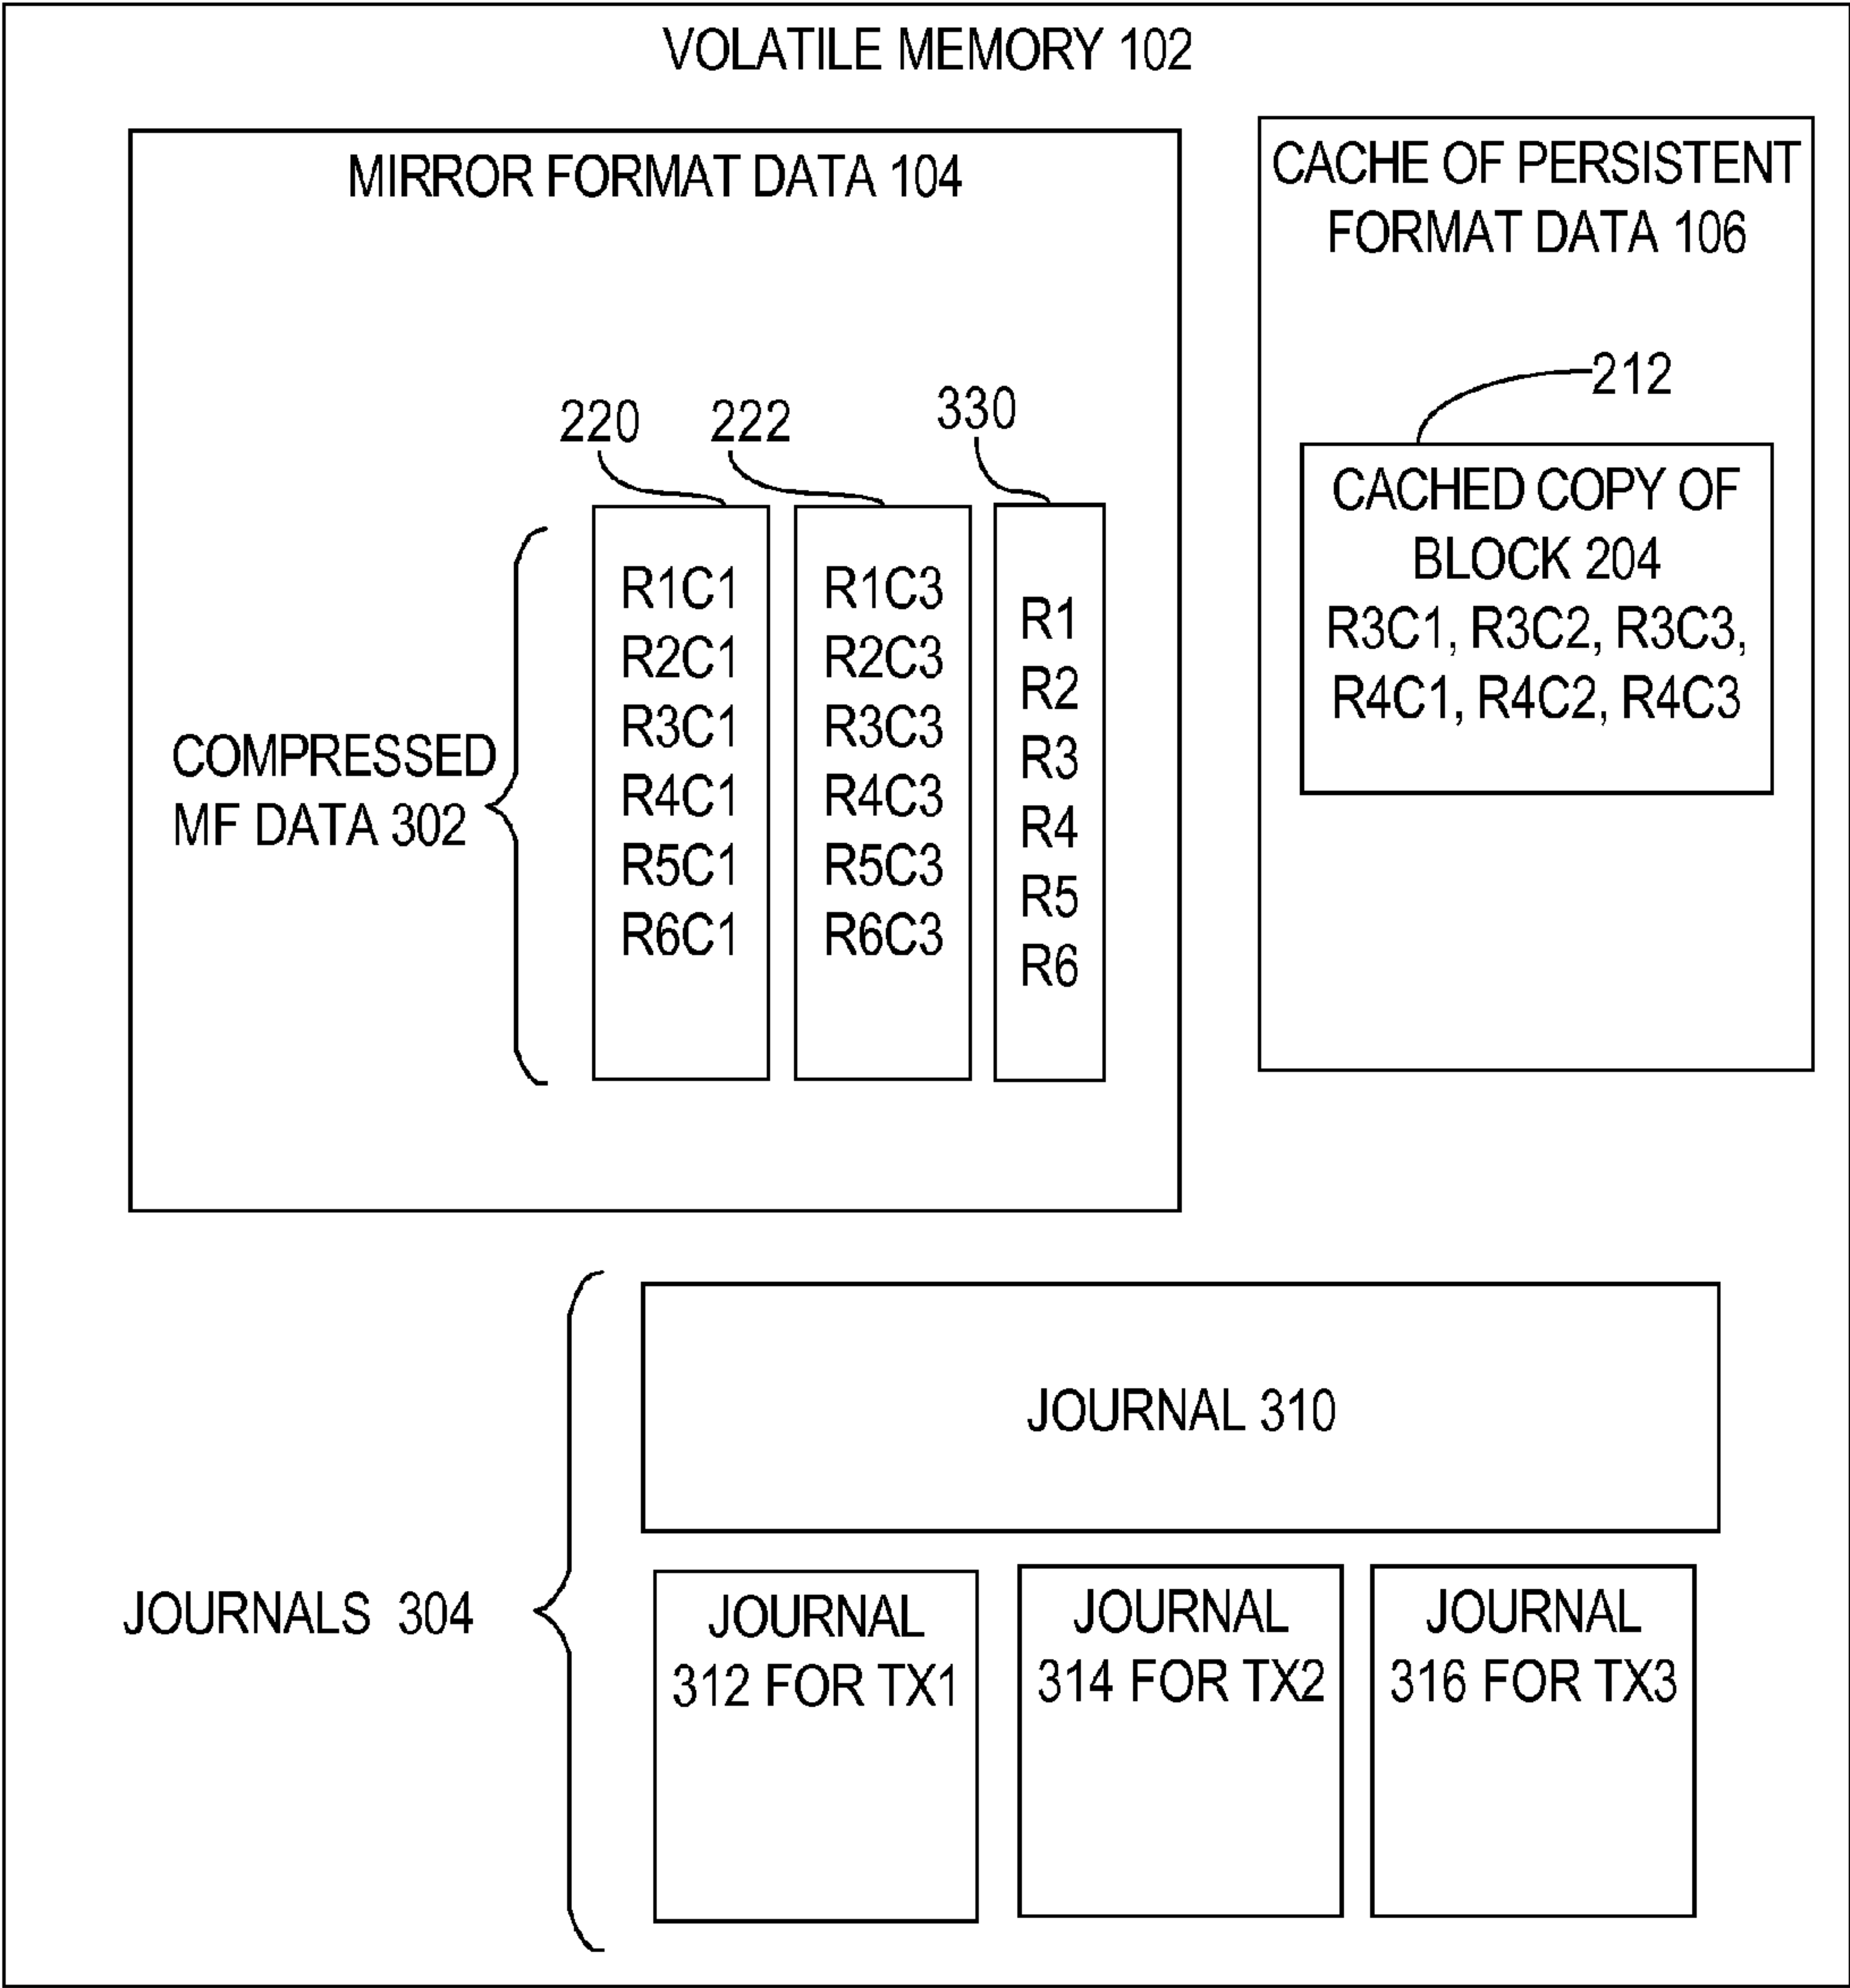 VOLATILE MEMORY 102
MIRROR FORMAT DATA 104
220
222
330
COMPRESSED
MF DATA 302
R1C1
R2C1
R3C1
R4C1
R5C1
R6C1
R1C3
R2C3
R3C3
R4C3
R5C3
R6C3
R1
R2
R3
R4
R5
R6
CACHE OF PERSISTENT
FORMAT DATA 106
212
CACHED COPY OF
BLOCK 204
R3C1, R3C2, R3C3,
R4C1, R4C2, R4C3
JOURNALS 304
JOURNAL 310
JOURNAL
312 FOR TX1
JOURNAL
314 FOR TX2
JOURNAL
316 FOR TX3